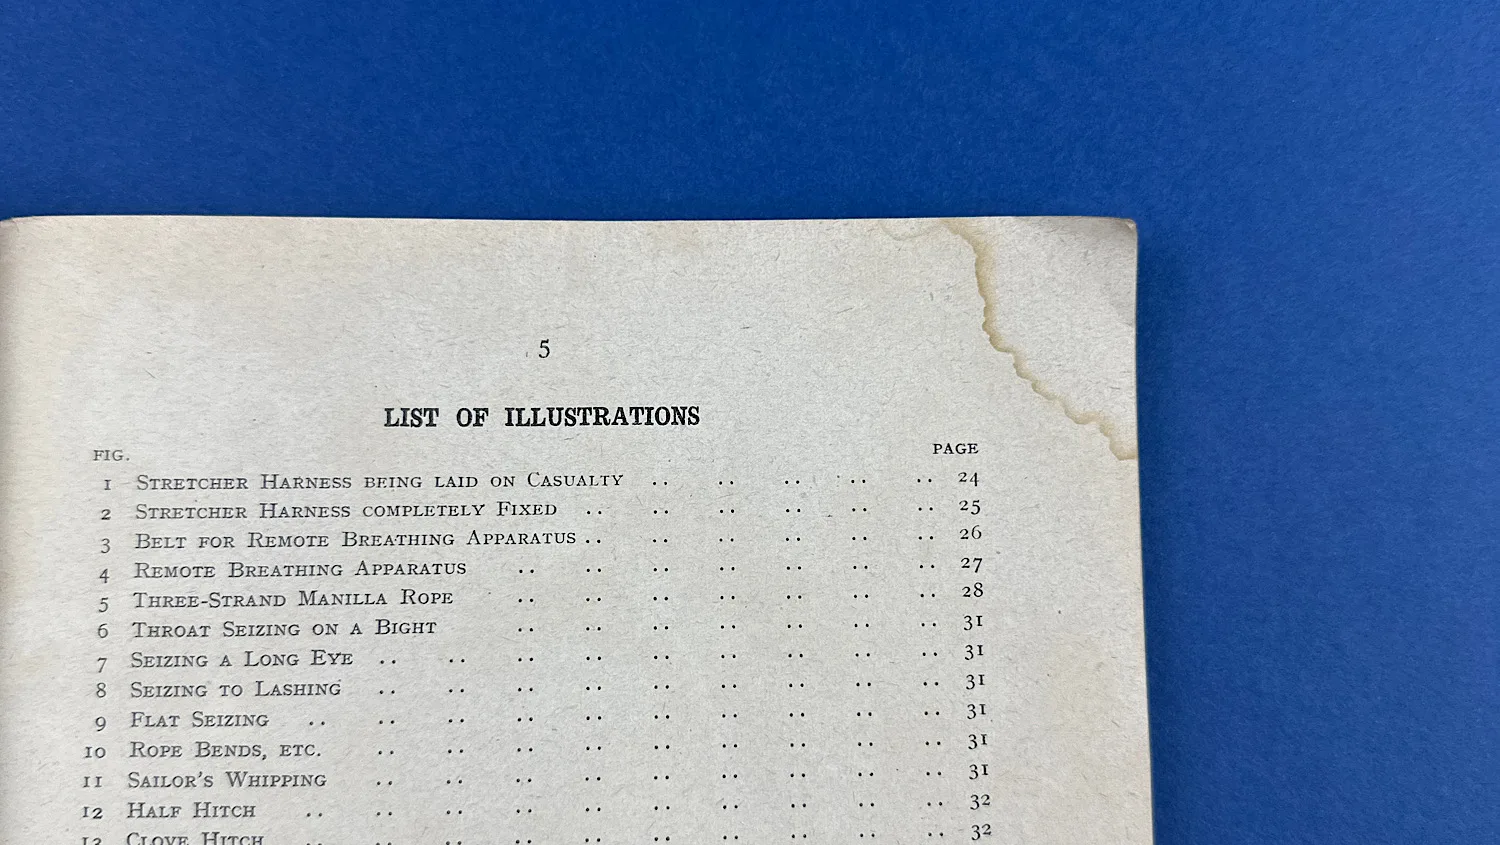 5
LIST OF ILLUSTRATIONS
FIG. PAGE
1 STRETCHER HARNESS BEING LAID ON CASUALTY .. .. .. .. .. 24
2 STRETCHER HARNESS COMPLETELY FIXED .. .. .. .. .. .. 25
3 BELT FOR REMOTE BREATHING APPARATUS .. .. .. .. .. .. 26
4 REMOTE BREATHING APPARATUS .. .. .. .. .. .. .. 27
5 THREE-STRAND MANILLA ROPE .. .. .. .. .. .. .. 28
6 THROAT SEIZING ON A BIGHT .. .. .. .. .. .. .. 31
7 SEIZING A LONG EYE .. .. .. .. .. .. .. .. .. 31
8 SEIZING TO LASHING .. .. .. .. .. .. .. .. .. 31
9 FLAT SEIZING .. .. .. .. .. .. .. .. .. .. 31
10 ROPE BENDS, ETC. .. .. .. .. .. .. .. .. .. 31
11 SAILOR'S WHIPPING .. .. .. .. .. .. .. .. .. 31
12 HALF HITCH .. .. .. .. .. .. .. .. .. .. 32
13 CLOVE HITCH .. .. .. .. .. .. .. .. .. .. 32